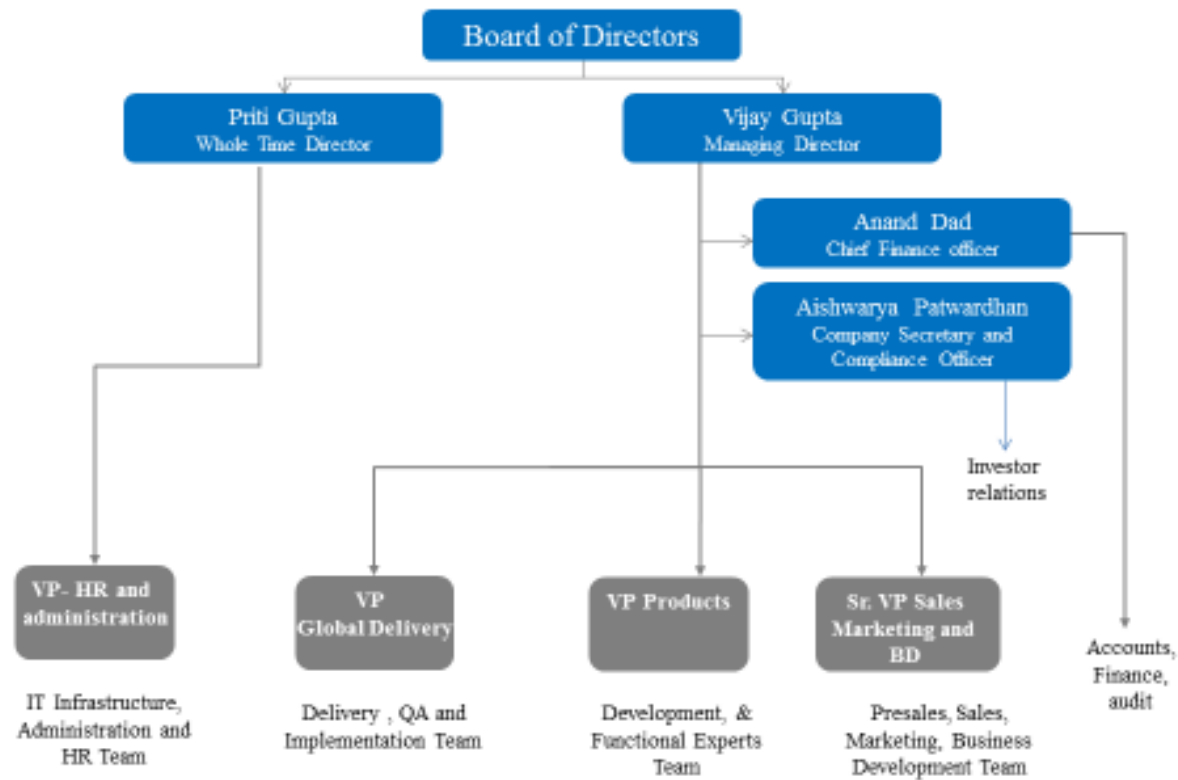 Board of Directors
Priti Gupta
Whole Time Director
Vijay Gupta
Managing Director
Anand Dad
Chief Finance officer
Aishwarya Patwardhan
Company Secretary and
Compliance Officer
Investor
relations
VP- HR and
administration
VP
Global Delivery
VP Products
Sr. VP Sales
Marketing and
BD
Accounts,
Finance,
audit
IT Infrastructure,
Administration and
HR Team
Delivery , QA and
Implementation Team
Development, &
Functional Experts
Team
Presales, Sales,
Marketing, Business
Development Team